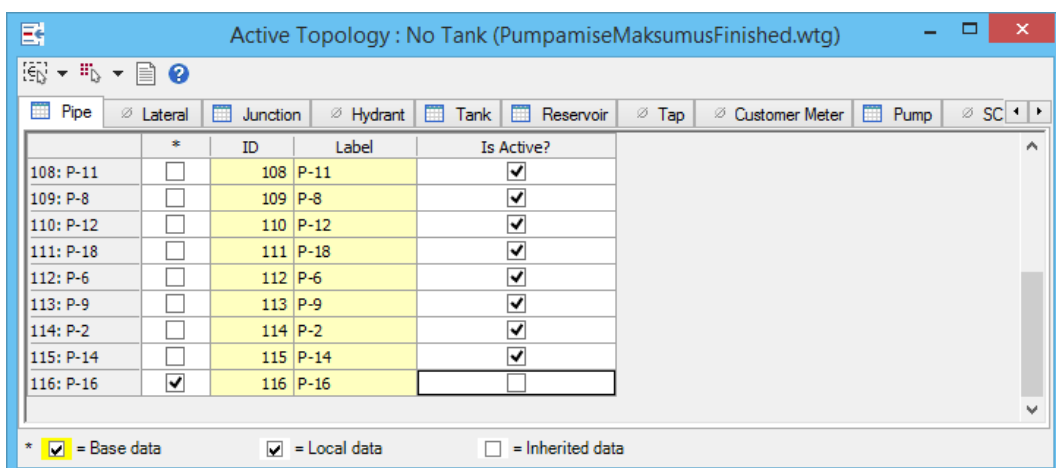 Active Topology : No Tank (PumpamiseMaksumusFinished.wtg)
Pipe Lateral Junction Hydrant Tank Reservoir Tap Customer Meter Pump SC
* ID Label Is Active?
108: P-11 108 P-11
109: P-8 109 P-8
110: P-12 110 P-12
111: P-18 111 P-18
112: P-6 112 P-6
113: P-9 113 P-9
114: P-2 114 P-2
115: P-14 115 P-14
116: P-16 116 P-16
* = Base data = Local data = Inherited data